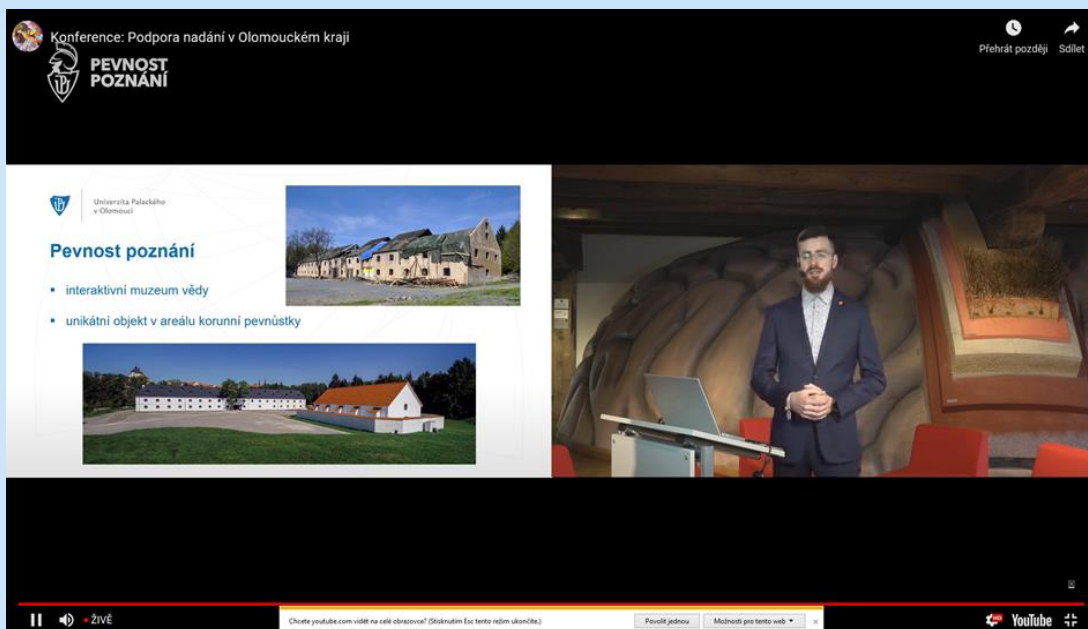 Konference: Podpora nadání v Olomouckém kraji
Přehrát později
Sdílet
PEVNOST
POZNÁNÍ
Univerzita Palackého
v Olomouci
Pevnost poznání
interaktivní muzeum vědy
unikátní objekt v areálu korunní pevnůstky
ŽIVĚ
Chcete youtube.com vidět na celé obrazovce? (Stisknutím Esc tento režim ukončíte.)
Povolit jednou
Možnosti pro tento web
HD
YouTube